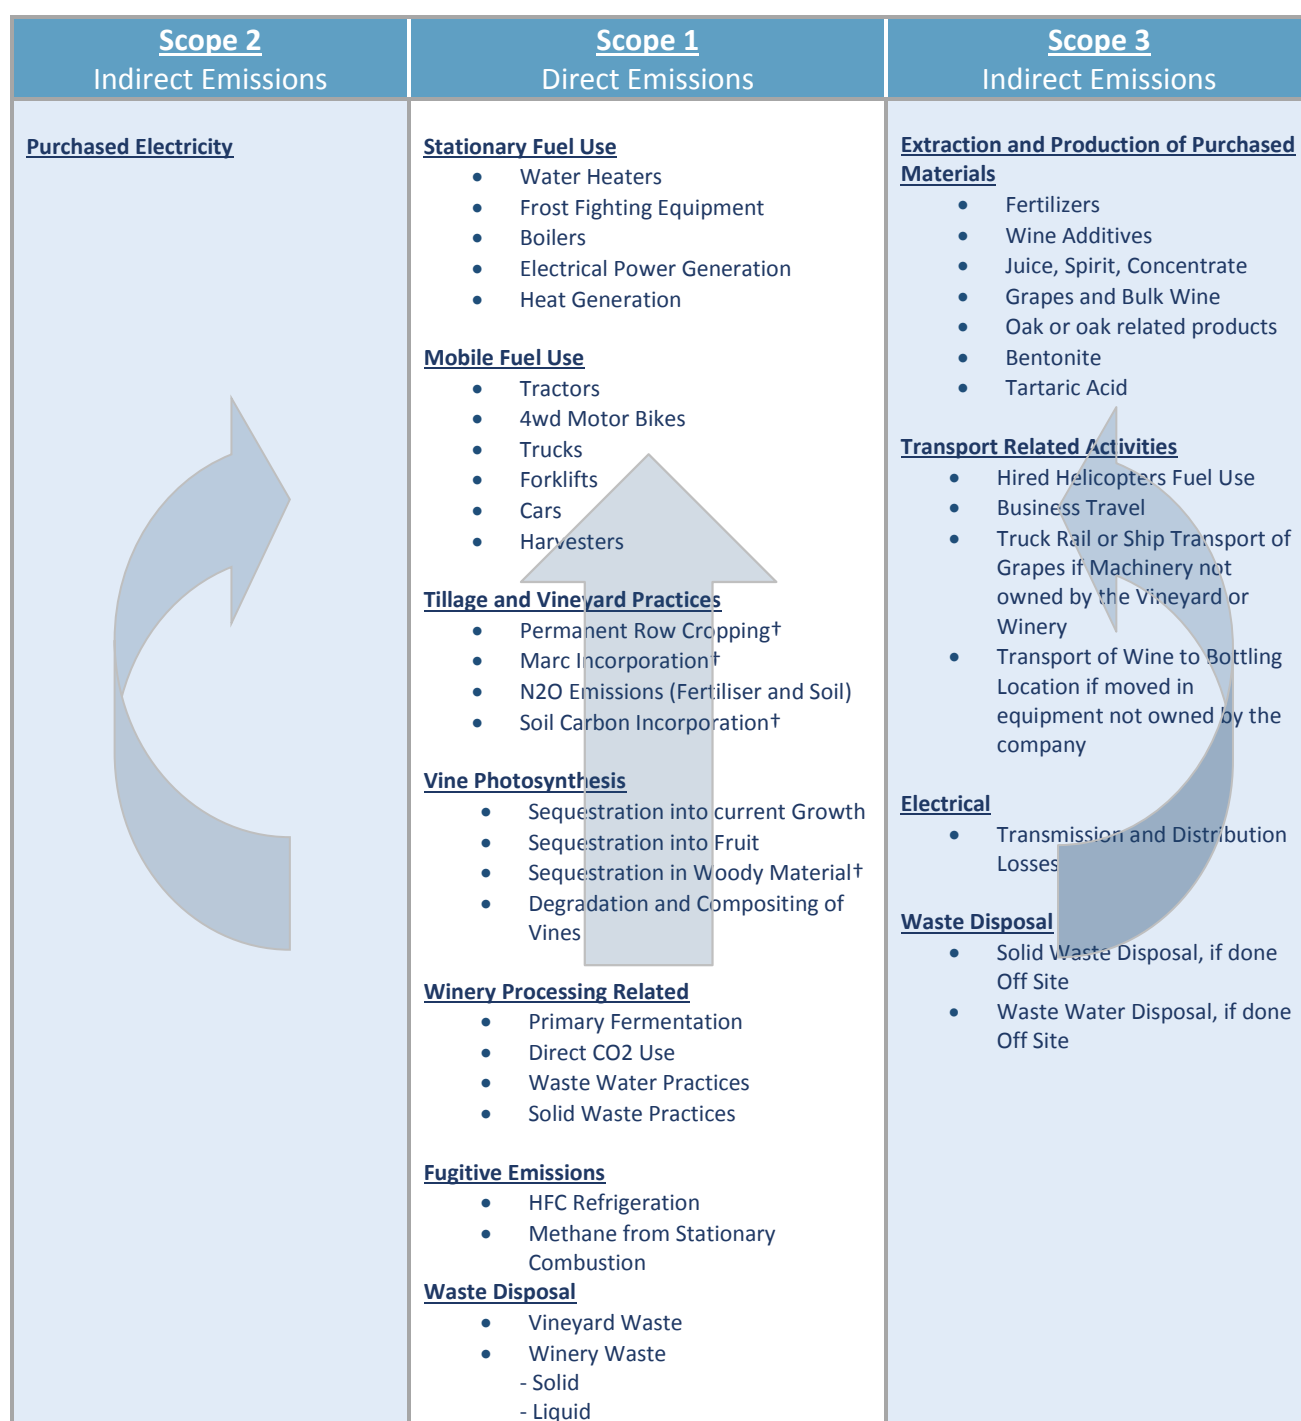 Scope 2
Indirect Emissions
Purchased Electricity
Scope 1
Direct Emissions
Stationary Fuel Use
• Water Heaters
• Frost Fighting Equipment
• Boilers
• Electrical Power Generation
• Heat Generation
Mobile Fuel Use
• Tractors
• 4wd Motor Bikes
• Trucks
• Forklifts
• Cars
• Harvesters
Tillage and Vineyard Practices
• Permanent Row Cropping†
• Marc Incorporation†
• N2O Emissions (Fertiliser and Soil)
• Soil Carbon Incorporation†
Vine Photosynthesis
• Sequestration into current Growth
• Sequestration into Fruit
• Sequestration in Woody Material†
• Degradation and Compositing of
Vines
Winery Processing Related
• Primary Fermentation
• Direct CO2 Use
• Waste Water Practices
• Solid Waste Practices
Fugitive Emissions
• HFC Refrigeration
• Methane from Stationary
Combustion
Waste Disposal
• Vineyard Waste
• Winery Waste
- Solid
- Liquid
Scope 3
Indirect Emissions
Extraction and Production of Purchased
Materials
• Fertilizers
• Wine Additives
• Juice, Spirit, Concentrate
• Grapes and Bulk Wine
• Oak or oak related products
• Bentonite
• Tartaric Acid
Transport Related Activities
• Hired Helicopters Fuel Use
• Business Travel
• Truck Rail or Ship Transport of
Grapes if Machinery not
owned by the Vineyard or
Winery
• Transport of Wine to Bottling
Location if moved in
equipment not owned by the
company
Electrical
• Transmission and Distribution
Losses
Waste Disposal
• Solid Waste Disposal, if done
Off Site
• Waste Water Disposal, if done
Off Site